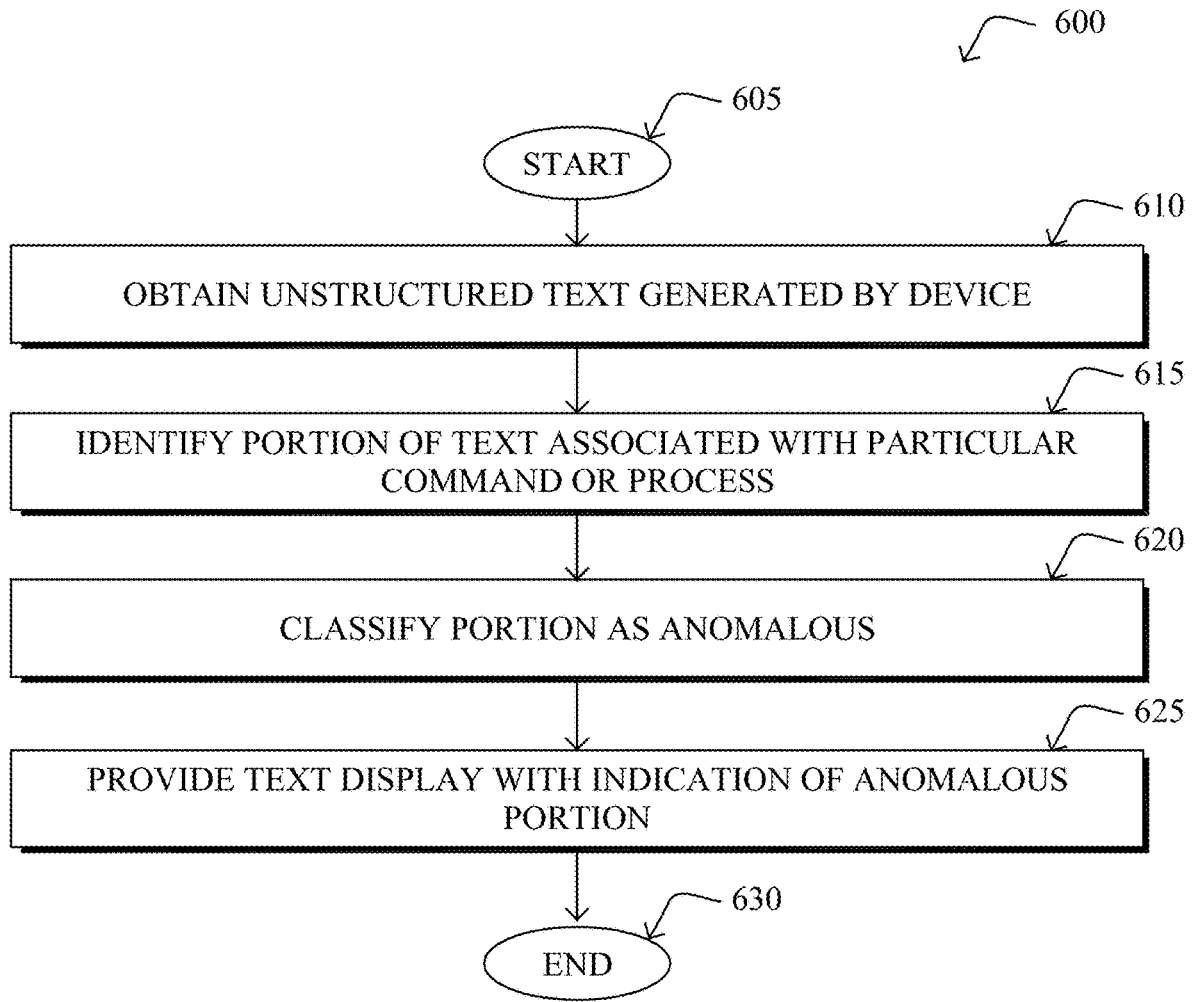 600
605
START
610
OBTAIN UNSTRUCTURED TEXT GENERATED BY DEVICE
615
IDENTIFY PORTION OF TEXT ASSOCIATED WITH PARTICULAR
COMMAND OR PROCESS
620
CLASSIFY PORTION AS ANOMALOUS
625
PROVIDE TEXT DISPLAY WITH INDICATION OF ANOMALOUS
PORTION
630
END